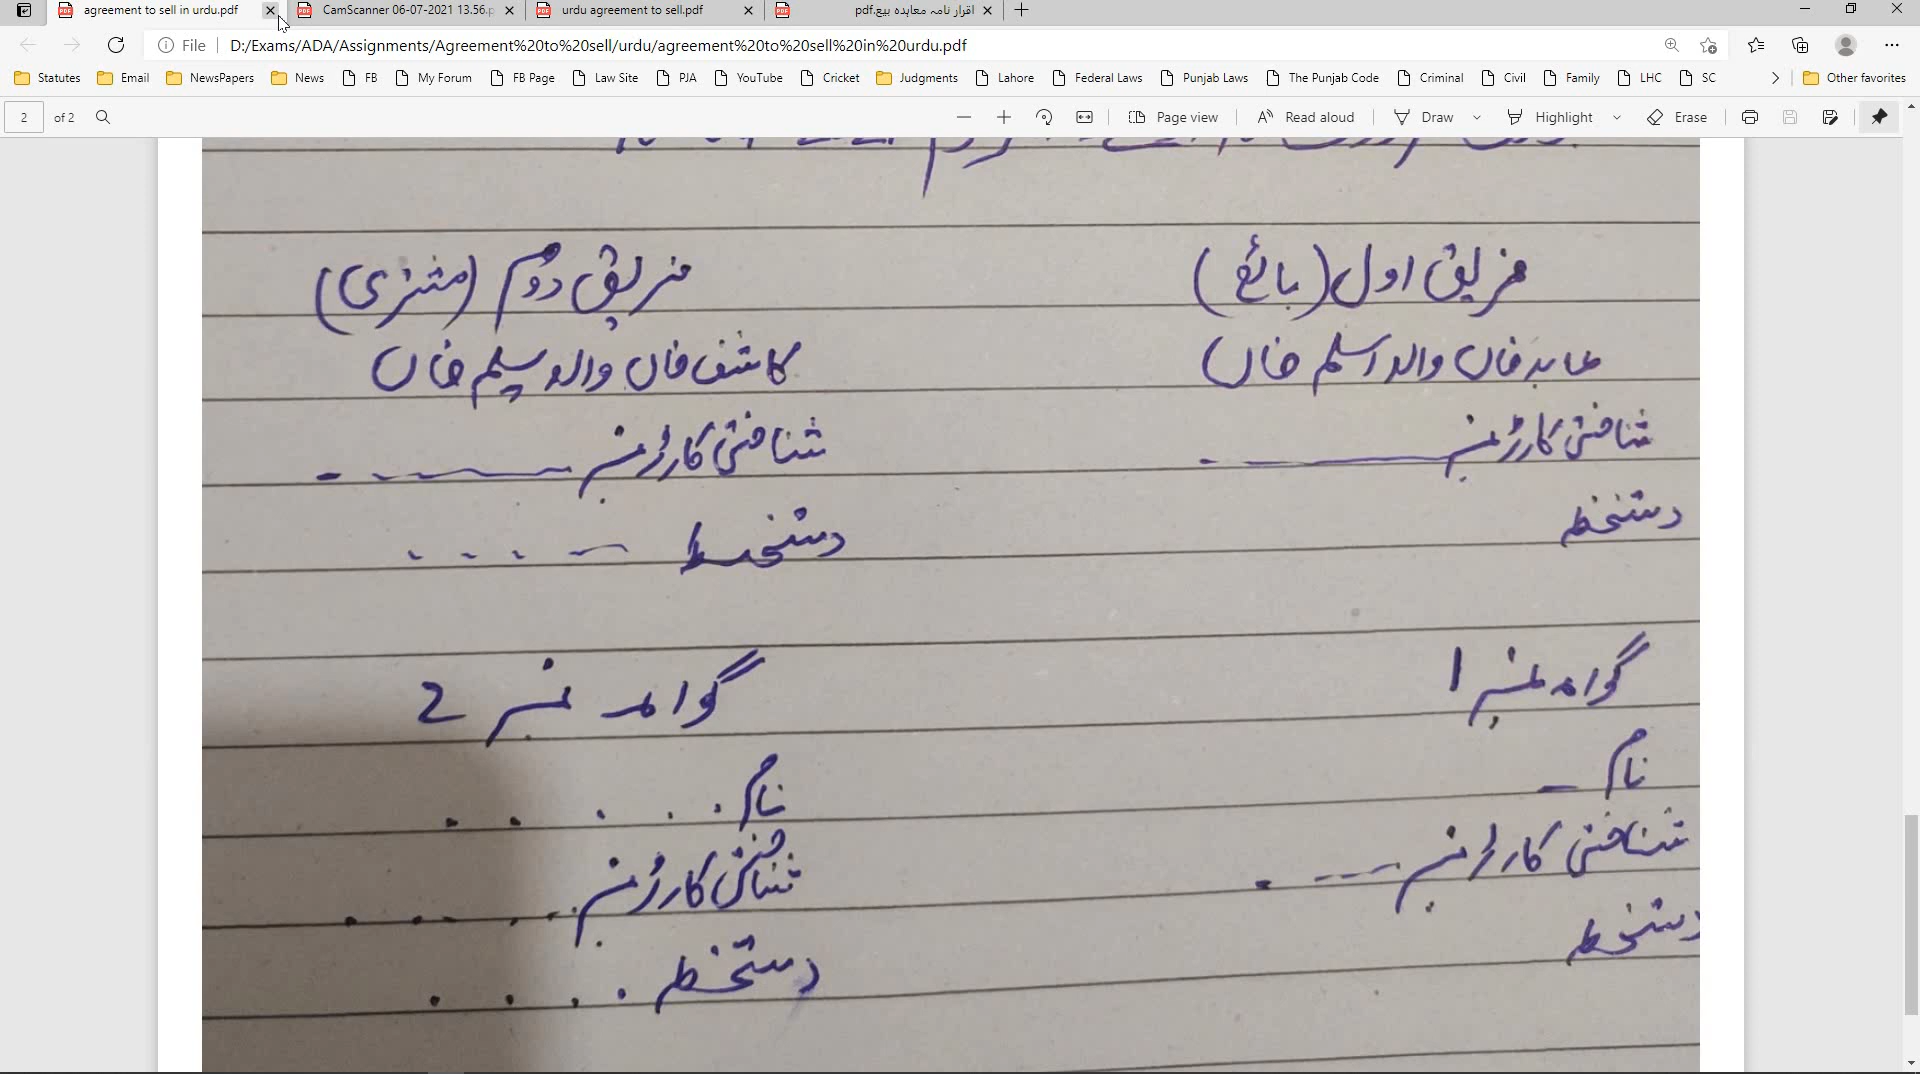 agreement to sell in urdu.pdf
CamScanner 06-07-2021 13.56.p
urdu agreement to sell.pdf
اقرار نامہ معاہدہ بیع.pdf
File
D:/Exams/ADA/Assignments/Agreement%20to%20sell/urdu/agreement%20to%20sell%20in%20urdu.pdf
Statutes Email NewsPapers News FB My Forum FB Page Law Site PJA YouTube Cricket Judgments Lahore Federal Laws Punjab Laws The Punjab Code Criminal Civil Family LHC SC Other favorites
2 of 2 Page view Read aloud Draw Highlight Erase
فریق اول (بائع) فریق دوم (مشتری)
عابد خاں والد اسلم خاں کاشف خاں والد سلیم خاں
شناختی کارڈ نمبر شناختی کارڈ نمبر
دستخط دستخط
گواہ نمبر 1 گواہ نمبر 2
نام نام
شناختی کارڈ نمبر شناختی کارڈ نمبر
دستخط دستخط